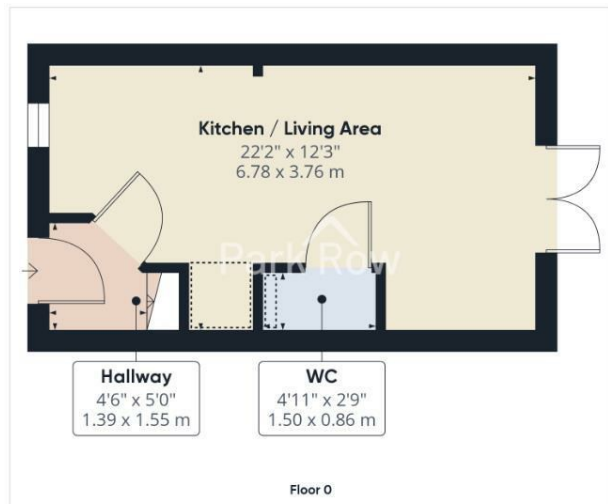 Kitchen / Living Area
22'2" x 12'3"
6.78 x 3.76 m
Park Row
Hallway
4'6" x 5'0"
1.39 x 1.55 m
WC
4'11" x 2'9"
1.50 x 0.86 m
Floor 0